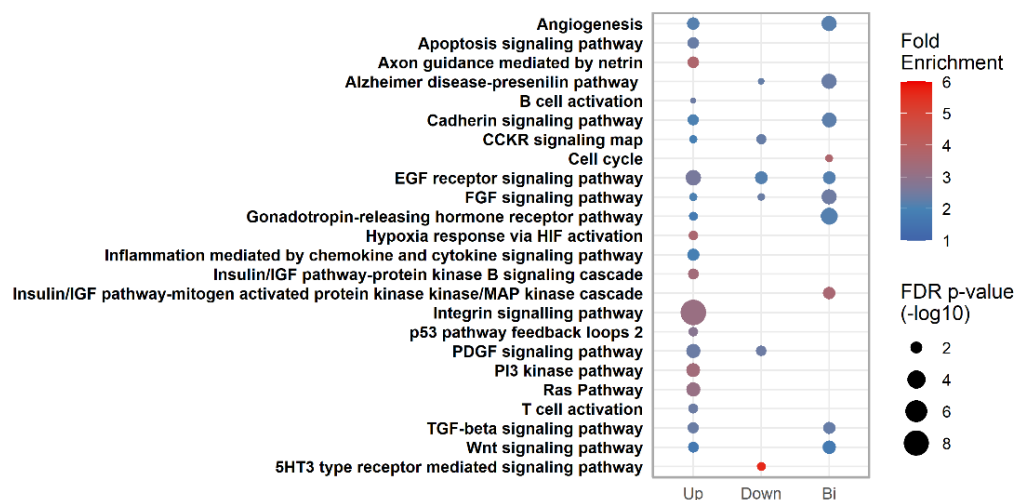 Angiogenesis
Apoptosis signaling pathway
Axon guidance mediated by netrin
Alzheimer disease-presenilin pathway
B cell activation
Cadherin signaling pathway
CCKR signaling map
Cell cycle
EGF receptor signaling pathway
FGF signaling pathway
Gonadotropin-releasing hormone receptor pathway
Hypoxia response via HIF activation
Inflammation mediated by chemokine and cytokine signaling pathway
Insulin/IGF pathway-protein kinase B signaling cascade
Insulin/IGF pathway-mitogen activated protein kinase kinase/MAP kinase cascade
Integrin signalling pathway
p53 pathway feedback loops 2
PDGF signaling pathway
PI3 kinase pathway
Ras Pathway
T cell activation
TGF-beta signaling pathway
Wnt signaling pathway
5HT3 type receptor mediated signaling pathway
Up Down Bi
Fold
Enrichment
6
5
4
3
2
1
FDR p-value
(-log10)
2
4
6
8